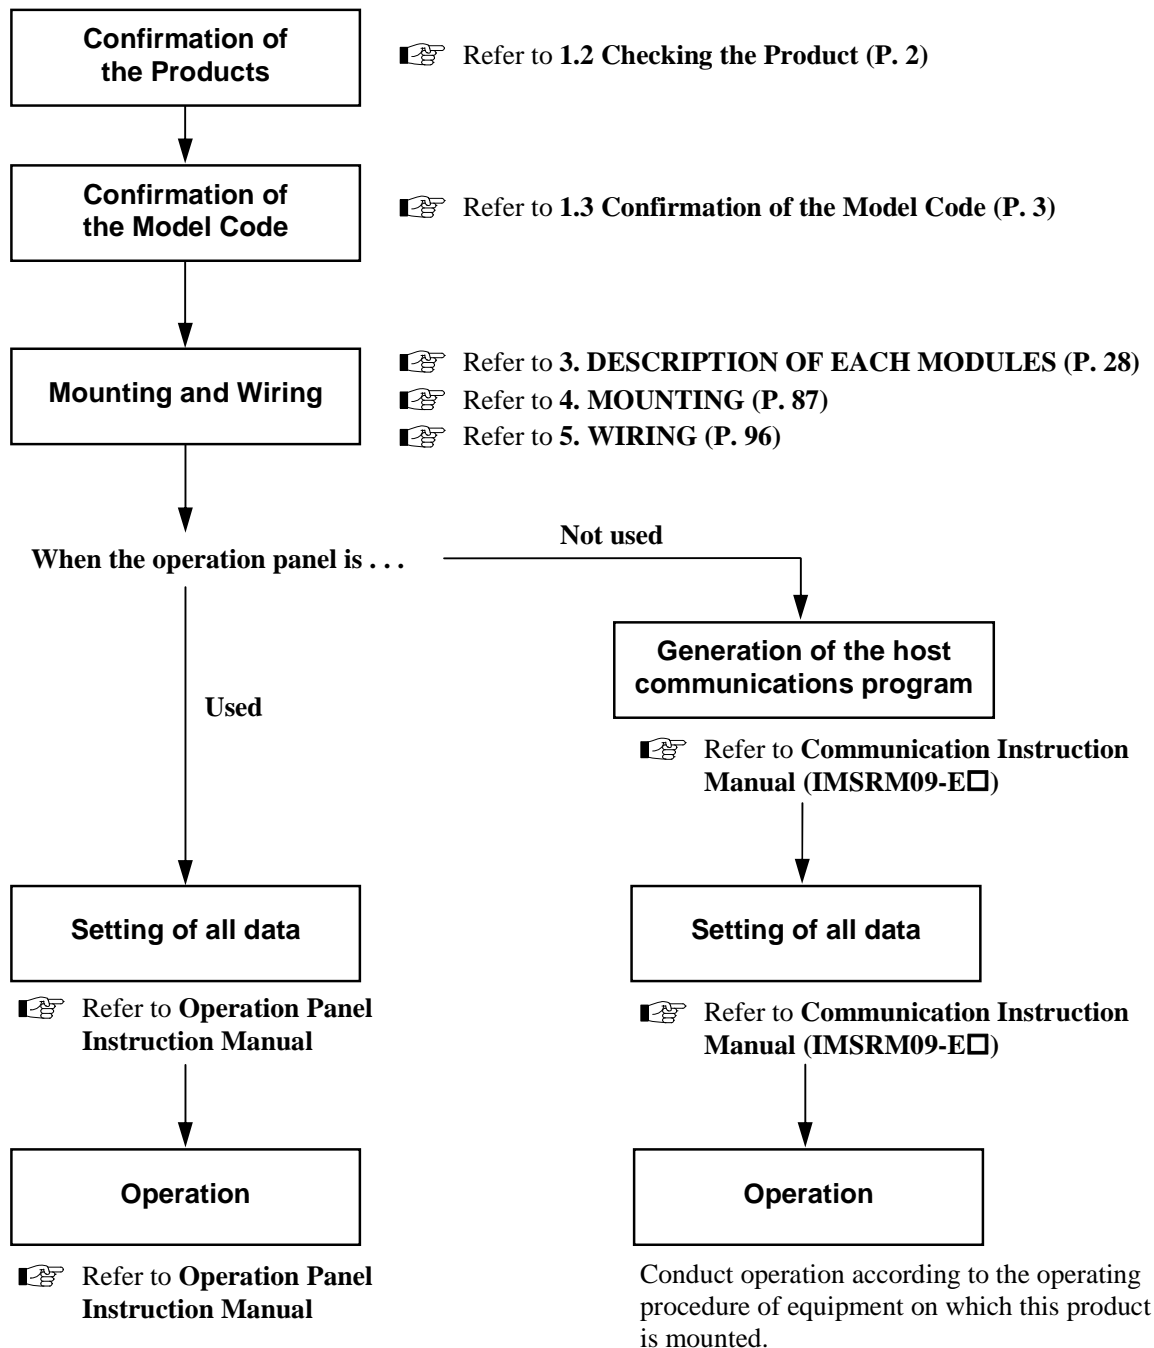 Confirmation of
the Products
☞ Refer to 1.2 Checking the Product (P. 2)
Confirmation of
the Model Code
☞ Refer to 1.3 Confirmation of the Model Code (P. 3)
Mounting and Wiring
☞ Refer to 3. DESCRIPTION OF EACH MODULES (P. 28)
☞ Refer to 4. MOUNTING (P. 87)
☞ Refer to 5. WIRING (P. 96)
When the operation panel is . . .
Not used
Used
Generation of the host
communications program
☞ Refer to Communication Instruction
Manual (IMSRM09-E□)
Setting of all data
☞ Refer to Operation Panel
Instruction Manual
Setting of all data
☞ Refer to Communication Instruction
Manual (IMSRM09-E□)
Operation
☞ Refer to Operation Panel
Instruction Manual
Operation
Conduct operation according to the operating
procedure of equipment on which this product
is mounted.